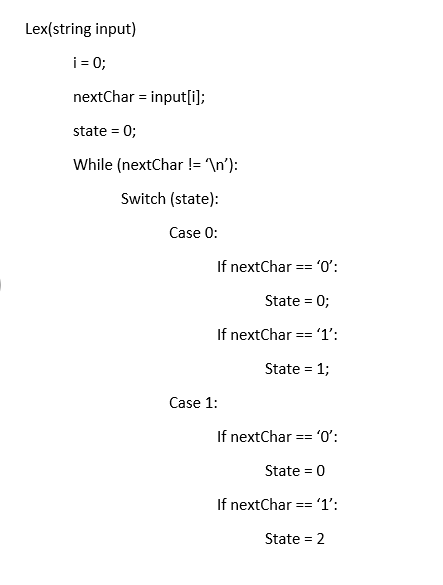 Lex(string input)
i = 0;
nextChar = input[i];
state = 0;
While (nextChar != ‘\n’):
Switch (state):
Case 0:
If nextChar == ‘0’:
State = 0;
If nextChar == ‘1’:
State = 1;
Case 1:
If nextChar == ‘0’:
State = 0
If nextChar == ‘1’:
State = 2